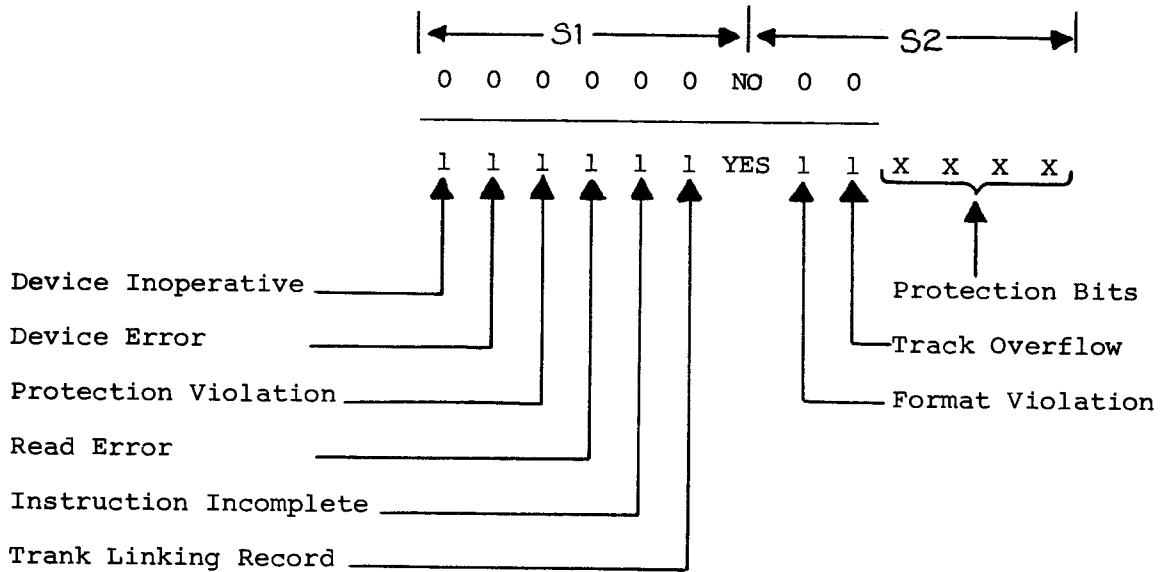 S1 S2
0 0 0 0 0 0 NO 0 0
1 1 1 1 1 1 YES 1 1 X X X X
Device Inoperative
Protection Bits
Device Error
Track Overflow
Protection Violation
Format Violation
Read Error
Instruction Incomplete
Trank Linking Record